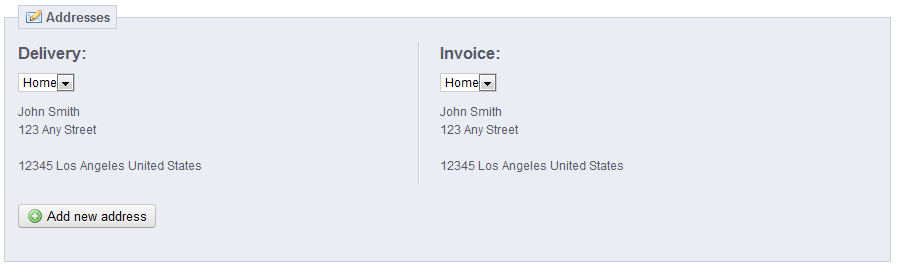 Addresses
Delivery:
Home
John Smith
123 Any Street
12345 Los Angeles United States
Invoice:
Home
John Smith
123 Any Street
12345 Los Angeles United States
Add new address